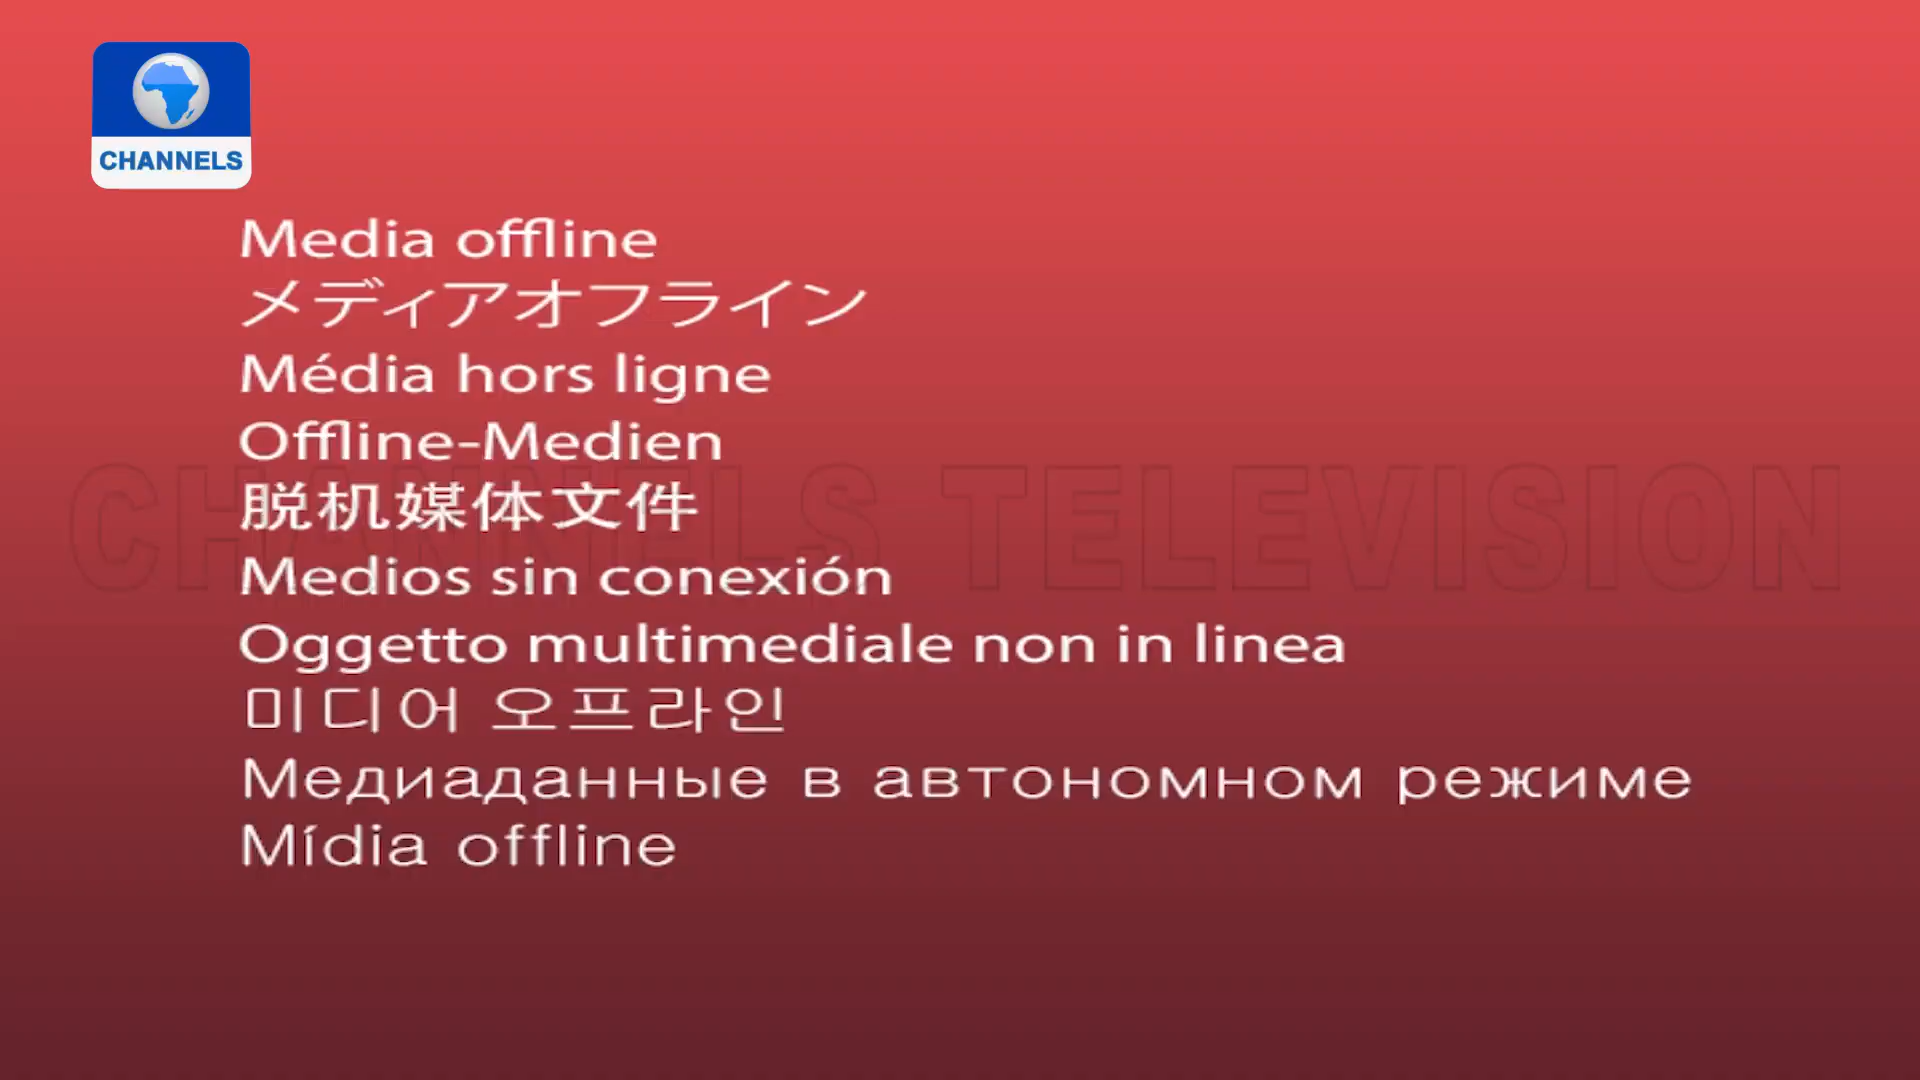 CHANNELS
Media offline
メディアオフライン
Média hors ligne
Offline-Medien
脱机媒体文件
CHANNELS TELEVISION
Medios sin conexión
Oggetto multimediale non in linea
미디어 오프라인
Медиаданные в автономном режиме
Mídia offline